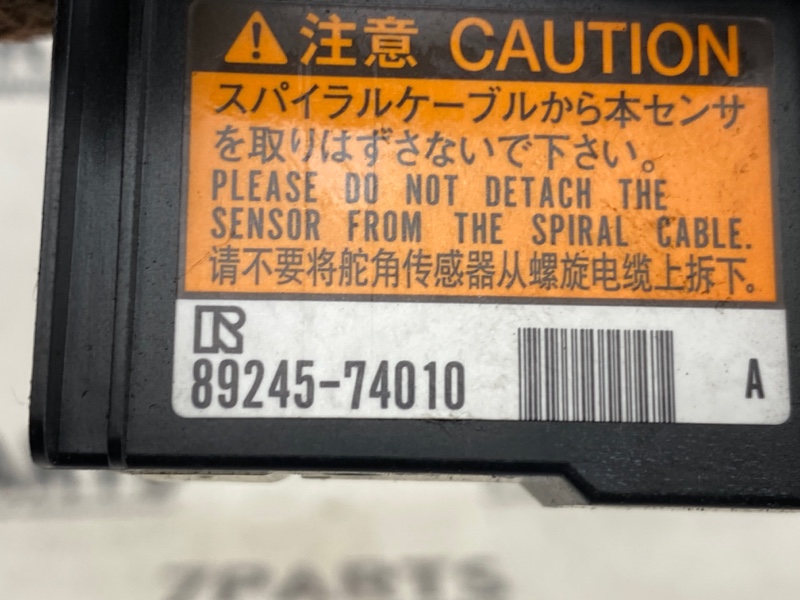 注意 CAUTION
スパイラルケーブルから本センサ
を取りはずさないで下さい。
PLEASE DO NOT DETACH THE
SENSOR FROM THE SPIRAL CABLE.
请不要将舵角传感器从螺旋电缆上拆下。
R
89245-74010 A
7PARTS